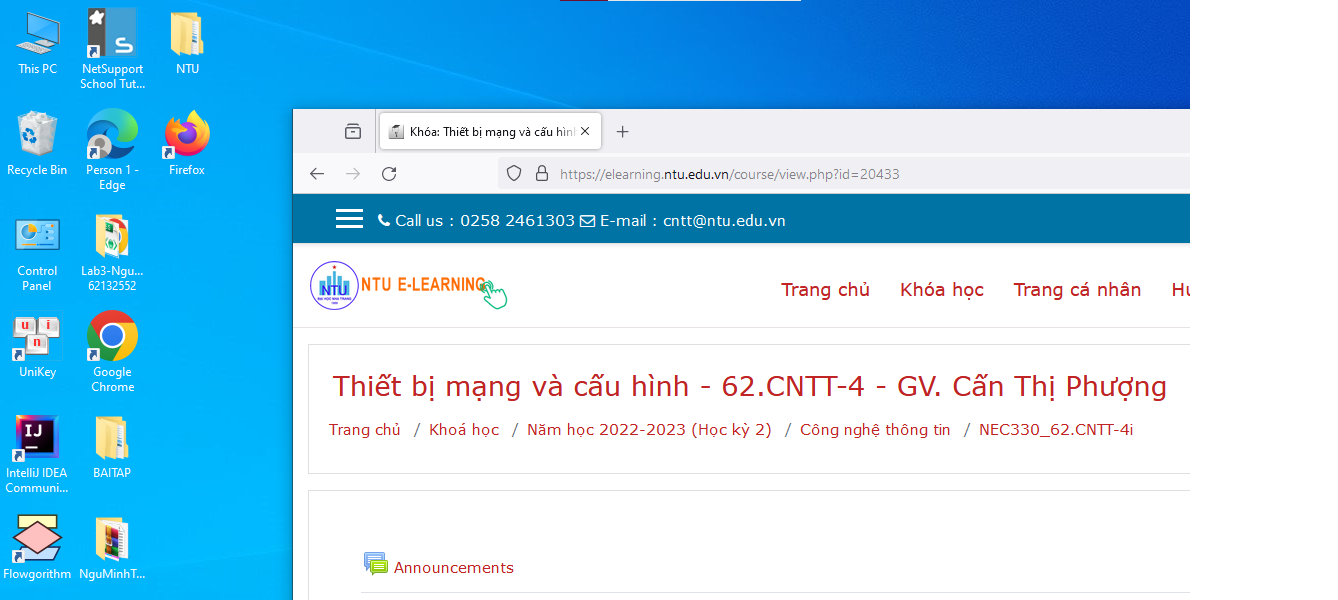 This PC
NetSupport
School Tut...
NTU
Recycle Bin
Person 1 -
Edge
Firefox
Control
Panel
Lab3-Ngu...
62132552
UniKey
Google
Chrome
IntelliJ IDEA
Communi...
BAITAP
Flowgorithm
NguMinhT...
Khóa: Thiết bị mạng và cấu hìn
https://elearning.ntu.edu.vn/course/view.php?id=20433
Call us : 0258 2461303 E-mail : cntt@ntu.edu.vn
NTU
NTU E-LEARNING
Trang chủ Khóa học Trang cá nhân
Thiết bị mạng và cấu hình - 62.CNTT-4 - GV. Cấn Thị Phượng
Trang chủ / Khoá học / Năm học 2022-2023 (Học kỳ 2) / Công nghệ thông tin / NEC330_62.CNTT-4i
Announcements